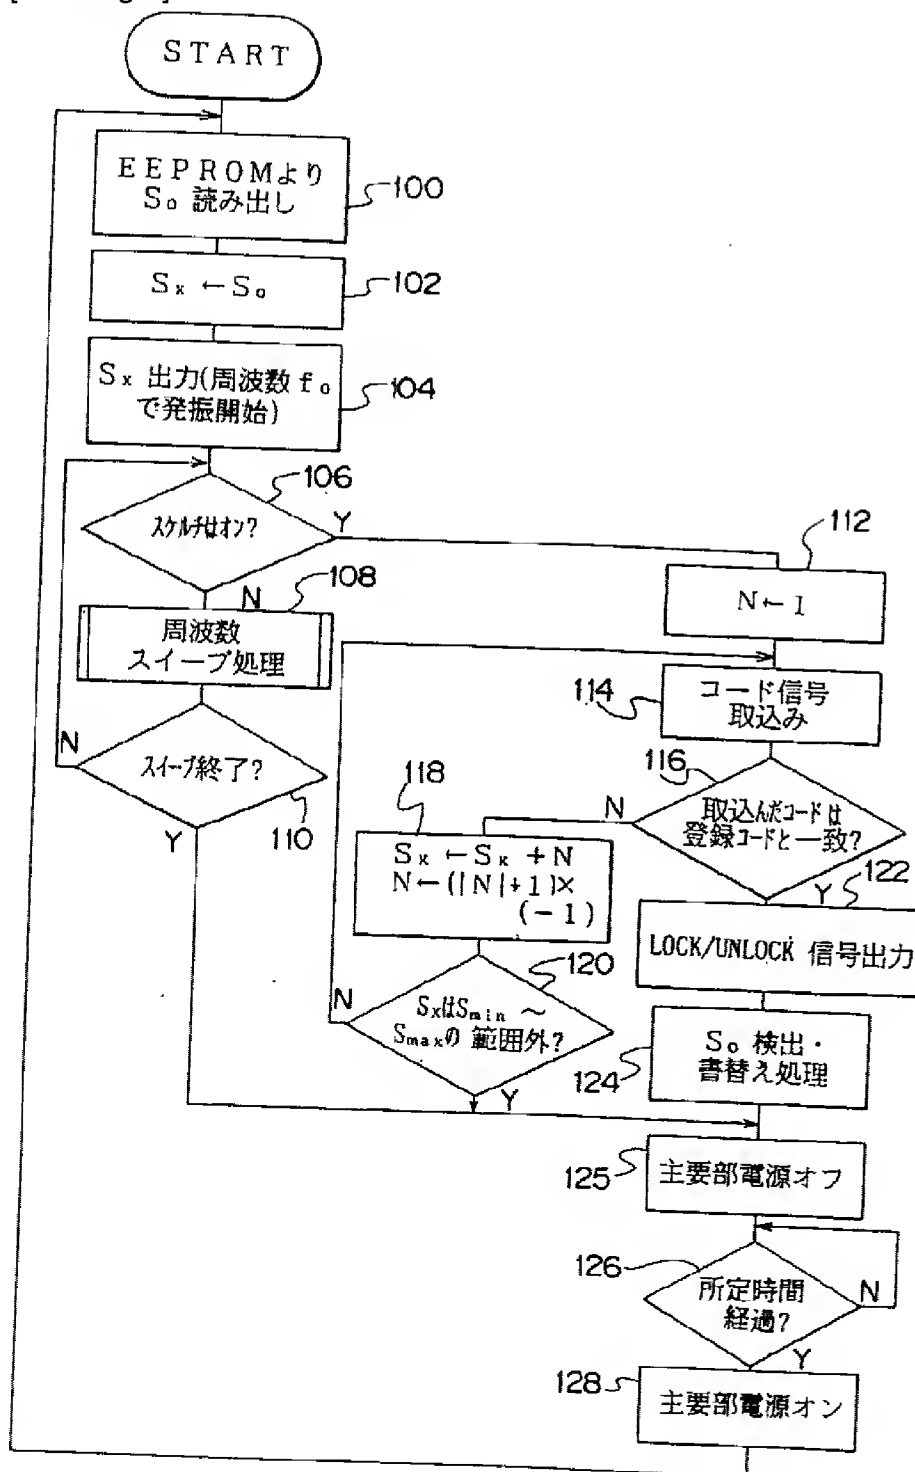 START
EEPROMより
S₀ 読み出し
100
Sₓ ←S₀
102
Sₓ 出力(周波数 f₀
で発振開始)
104
106
スケルチはオン?
Y
N
108
周波数
スイープ処理
N
スイープ終了?
110
Y
112
N←1
114
コード信号
取込み
116
取込んだコードは
登録コードと一致?
N
Y
118
Sₓ ←Sₓ +N
N←(|N|+1)×
(-1)
120
SₓはSmin ~
Smaxの 範囲外?
N
Y
122
LOCK/UNLOCK 信号出力
124
S₀ 検出・
書替え処理
125
主要部電源オフ
126
所定時間
経過?
N
Y
128
主要部電源オン